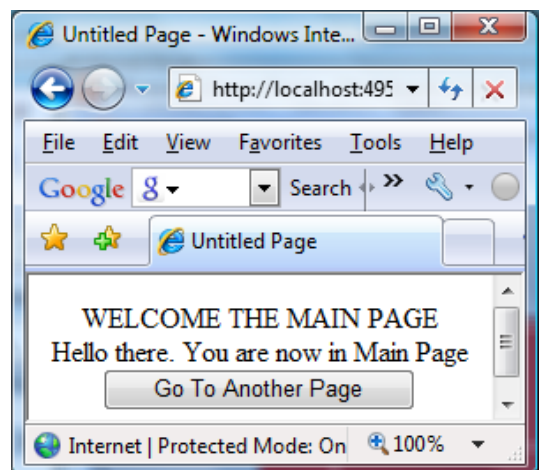 Untitled Page - Windows Inte...
http://localhost:495
File Edit View Favorites Tools Help
Google g Search »
Untitled Page
WELCOME THE MAIN PAGE
Hello there. You are now in Main Page
Go To Another Page
Internet | Protected Mode: On 100%